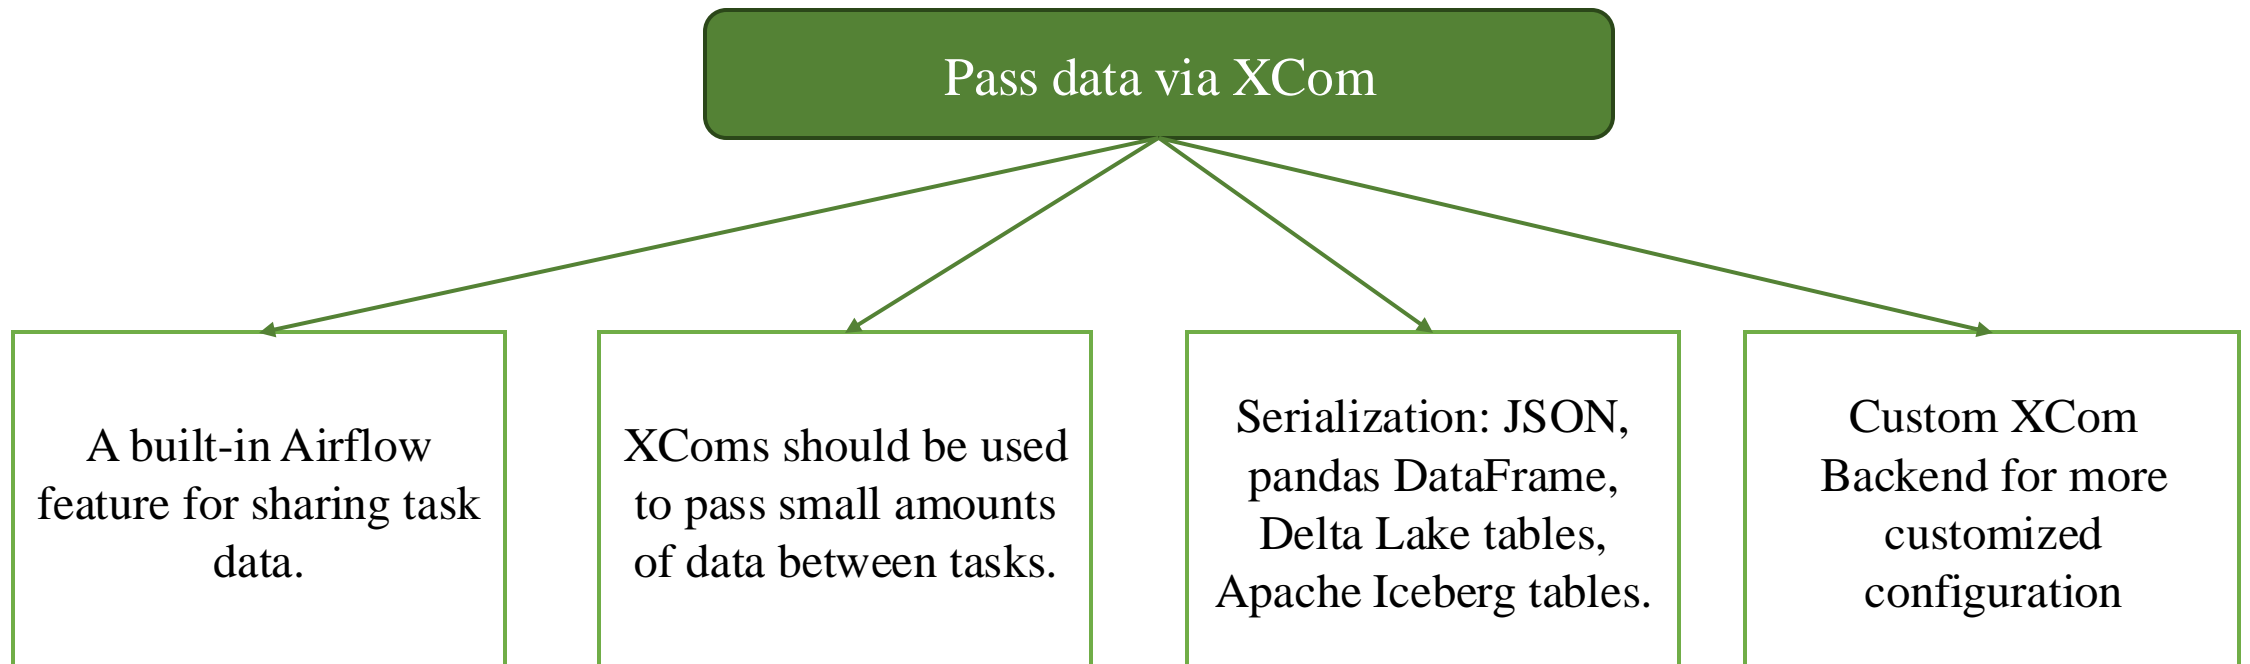 Pass data via XCom
A built-in Airflow
feature for sharing task
data.
XComs should be used
to pass small amounts
of data between tasks.
Serialization: JSON,
pandas DataFrame,
Delta Lake tables,
Apache Iceberg tables.
Custom XCom
Backend for more
customized
configuration